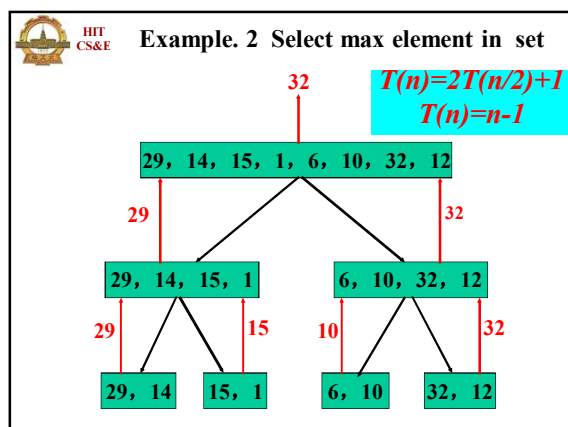 HIT
CS&E
Example. 2 Select max element in set
T(n)=2T(n/2)+1
T(n)=n-1
32
29, 14, 15, 1, 6, 10, 32, 12
29
32
29, 14, 15, 1
6, 10, 32, 12
29
15
10
32
29, 14
15, 1
6, 10
32, 12